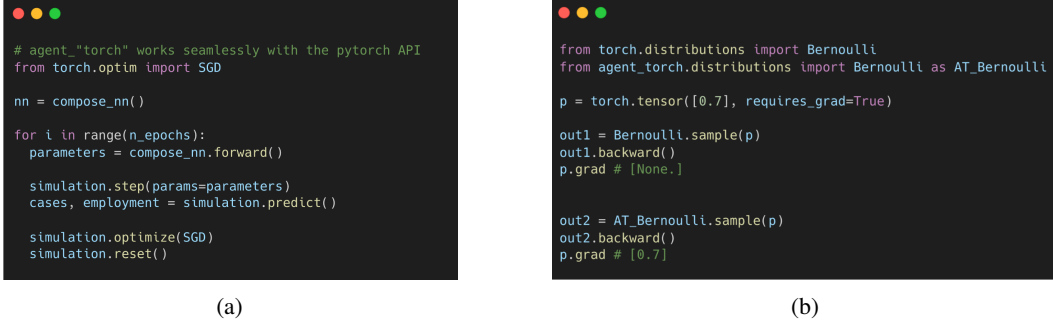 # agent_"torch" works seamlessly with the pytorch API
from torch.optim import SGD
nn = compose_nn()
for i in range(n_epochs):
parameters = compose_nn.forward()
simulation.step(params=parameters)
cases, employment = simulation.predict()
simulation.optimize(SGD)
simulation.reset()
(a)
from torch.distributions import Bernoulli
from agent_torch.distributions import Bernoulli as AT_Bernoulli
p = torch.tensor([0.7], requires_grad=True)
out1 = Bernoulli.sample(p)
out1.backward()
p.grad # [None.]
out2 = AT_Bernoulli.sample(p)
out2.backward()
p.grad # [0.7]
(b)